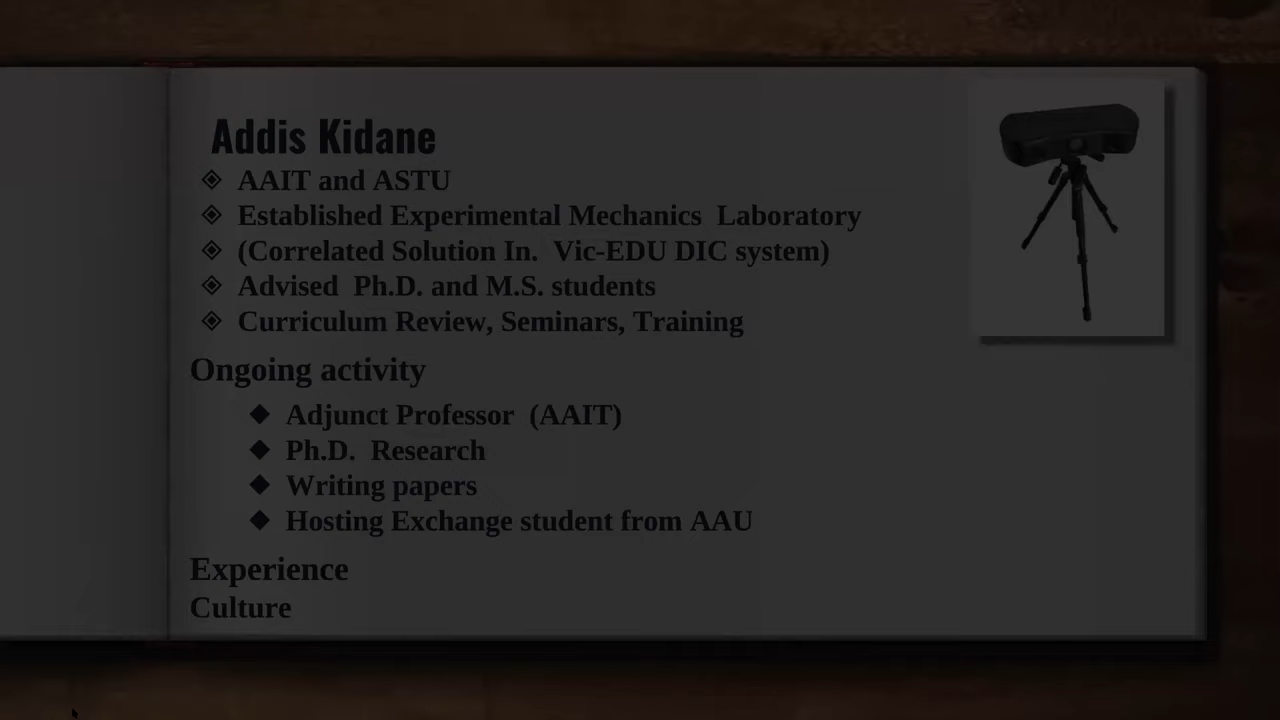 Addis Kidane
AAIT and ASTU
Established Experimental Mechanics Laboratory
(Correlated Solution In. Vic-EDU DIC system)
Advised Ph.D. and M.S. students
Curriculum Review, Seminars, Training
Ongoing activity
Adjunct Professor (AAIT)
Ph.D. Research
Writing papers
Hosting Exchange student from AAU
Experience
Culture